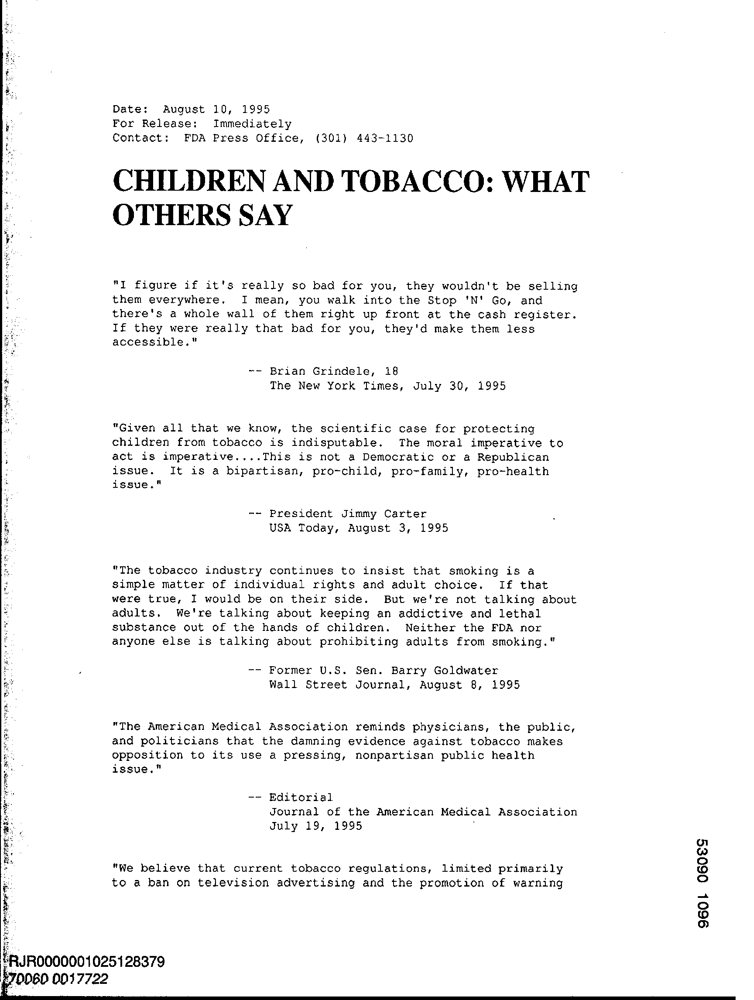 Date: August 10, 1995
For Release: Immediately
Contact: FDA Press Office, (301) 443-1130
CHILDREN AND TOBACCO: WHAT
OTHERS SAY
"I figure if it's really so bad for you, they wouldn't be selling
them everywhere. I mean, you walk into the Stop 'N' Go, and
there's a whole wall of them right up front at the cash register.
If they were really that bad for you, they'd make them less
accessible."
-- Brian Grindele, 18
The New York Times, July 30, 1995
"Given all that we know, the scientific case for protecting
children from tobacco is indisputable. The moral imperative to
act is imperative....This is not a Democratic or a Republican
issue. It is a bipartisan, pro-child, pro-family, pro-health
issue."
-- President Jimmy Carter
USA Today, August 3, 1995
"The tobacco industry continues to insist that smoking is a
simple matter of individual rights and adult choice. If that
were true, I would be on their side. But we're not talking about
adults. We're talking about keeping an addictive and lethal
substance out of the hands of children. Neither the FDA nor
anyone else is talking about prohibiting adults from smoking."
-- Former U.S. Sen. Barry Goldwater
Wall Street Journal, August 8, 1995
"The American Medical Association reminds physicians, the public,
and politicians that the damning evidence against tobacco makes
opposition to its use a pressing, nonpartisan public health
issue."
-- Editorial
Journal of the American Medical Association
July 19, 1995
"We believe that current tobacco regulations, limited primarily
to a ban on television advertising and the promotion of warning
53090 1096
RJR0000001025128379
70060 0017722